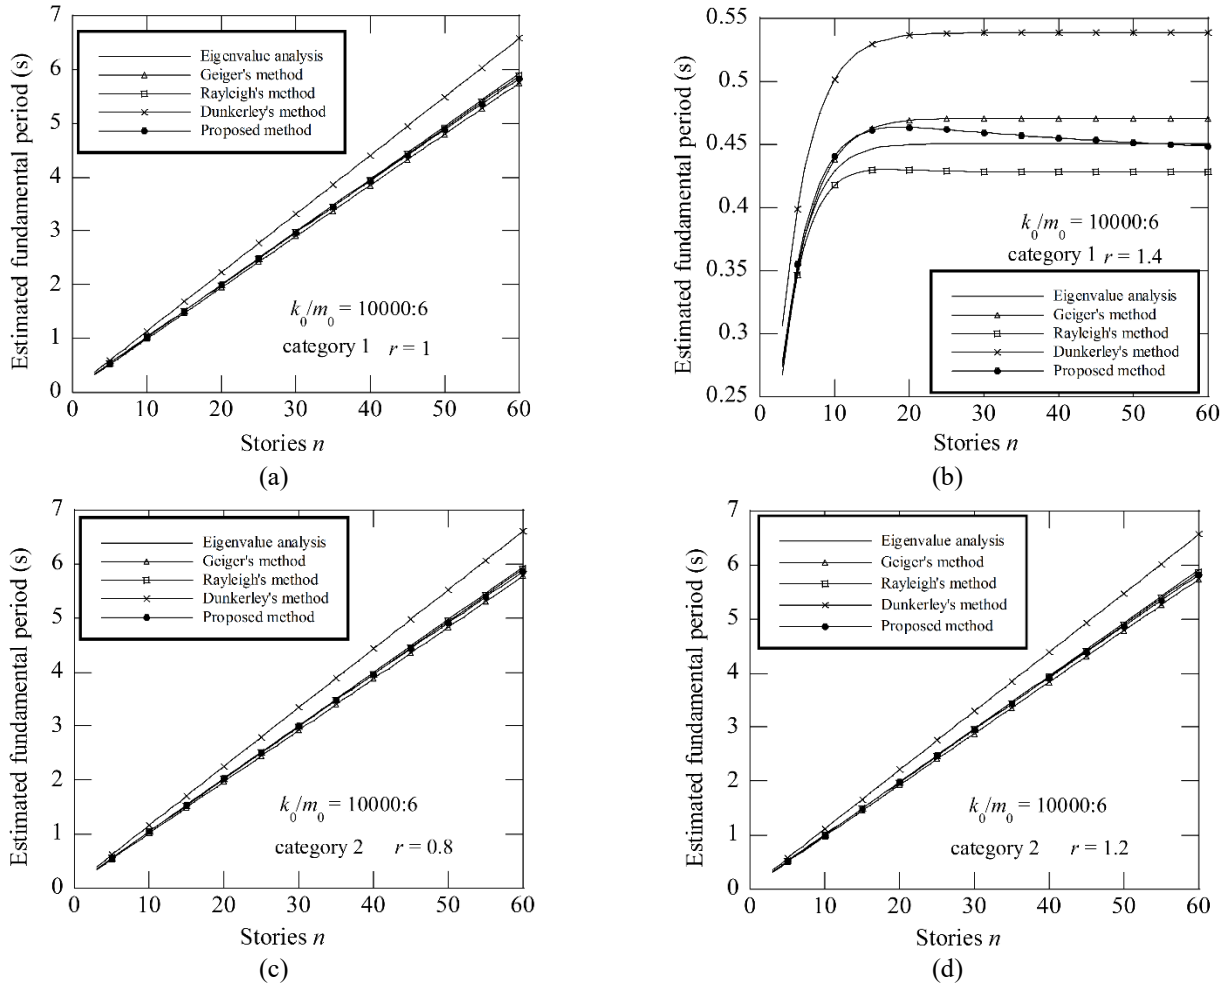 7
6
5
4
3
2
1
0
Estimated fundamental period (s)
Eigenvalue analysis
Geiger's method
Rayleigh's method
Dunkerley's method
Proposed method
k0/m0 = 10000:6
category 1 r = 1
0 10 20 30 40 50 60
Stories n
(a)
0.55
0.5
0.45
0.4
0.35
0.3
0.25
Estimated fundamental period (s)
k0/m0 = 10000:6
category 1 r = 1.4
Eigenvalue analysis
Geiger's method
Rayleigh's method
Dunkerley's method
Proposed method
0 10 20 30 40 50 60
Stories n
(b)
7
6
5
4
3
2
1
0
Estimated fundamental period (s)
Eigenvalue analysis
Geiger's method
Rayleigh's method
Dunkerley's method
Proposed method
k0/m0 = 10000:6
category 2 r = 0.8
0 10 20 30 40 50 60
Stories n
(c)
7
6
5
4
3
2
1
0
Estimated fundamental period (s)
Eigenvalue analysis
Geiger's method
Rayleigh's method
Dunkerley's method
Proposed method
k0/m0 = 10000:6
category 2 r = 1.2
0 10 20 30 40 50 60
Stories n
(d)